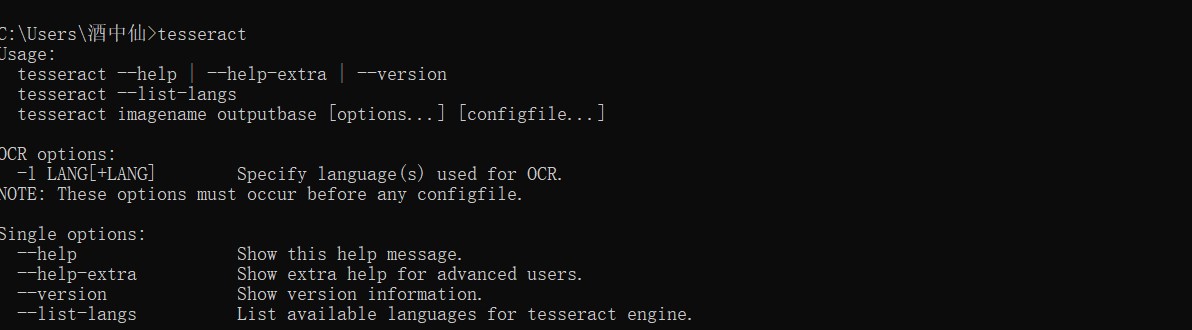 C:\Users\酒中仙>tesseract
Usage:
  tesseract --help | --help-extra | --version
  tesseract --list-langs
  tesseract imagename outputbase [options...] [configfile...]

OCR options:
  -l LANG[+LANG]        Specify language(s) used for OCR.
NOTE: These options must occur before any configfile.

Single options:
  --help                Show this help message.
  --help-extra          Show extra help for advanced users.
  --version             Show version information.
  --list-langs          List available languages for tesseract engine.